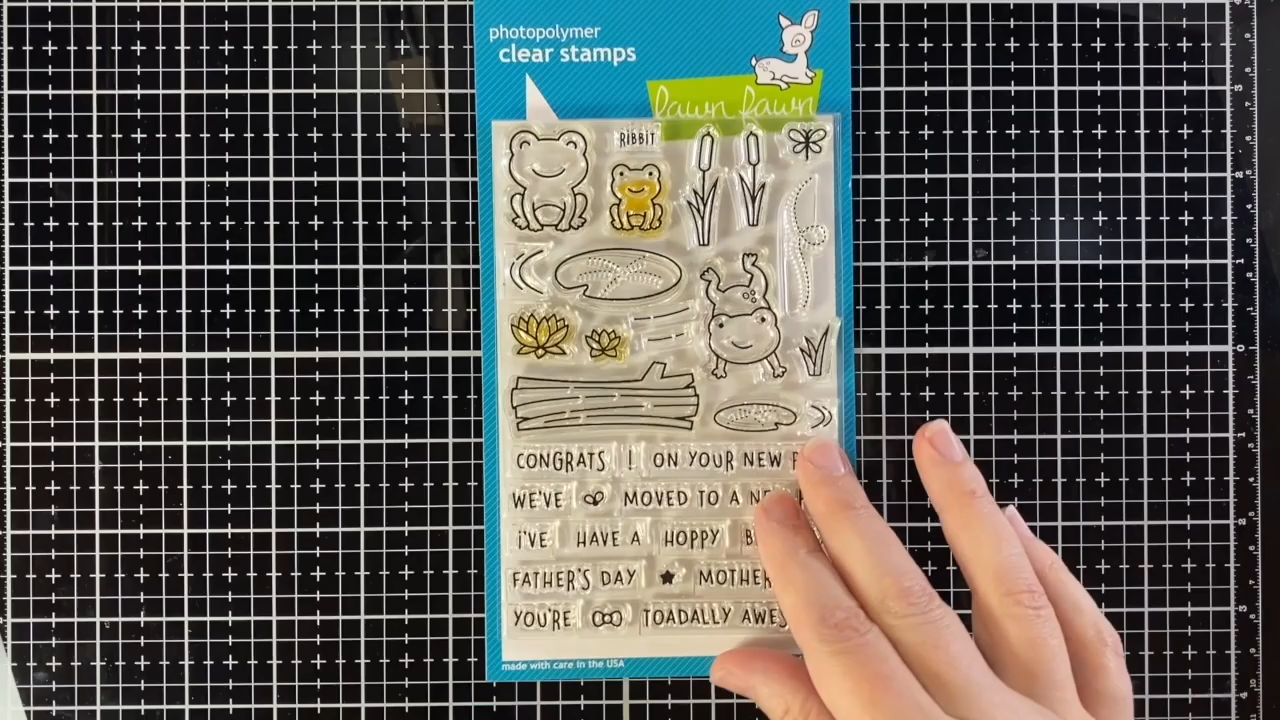 photopolymer
clear stamps
lawn fawn
RiBBiT
CONGRATS ! ON YOUR NEW
WE'VE MOVED TO A
i'VE HAVE A HOPPY
FATHER'S DAY
YOU'RE TOADALLY
made with care in the USA